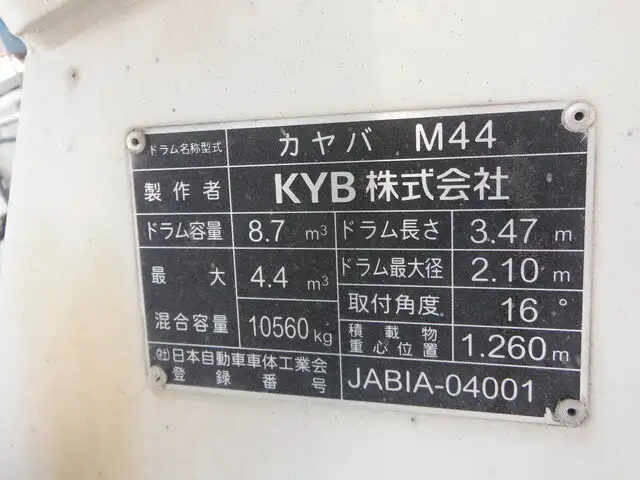 ドラム名称型式 カヤバ M44
製作者 KYB 株式会社
ドラム容量 8.7 m³ ドラム長さ 3.47 m
最大 4.4 m³ ドラム最大径 2.10 m
混合容量 10560 kg 取付角度 16 °
積載物
重心位置 1.260 m
(社)日本自動車車体工業会
登録番号 JABIA-04001